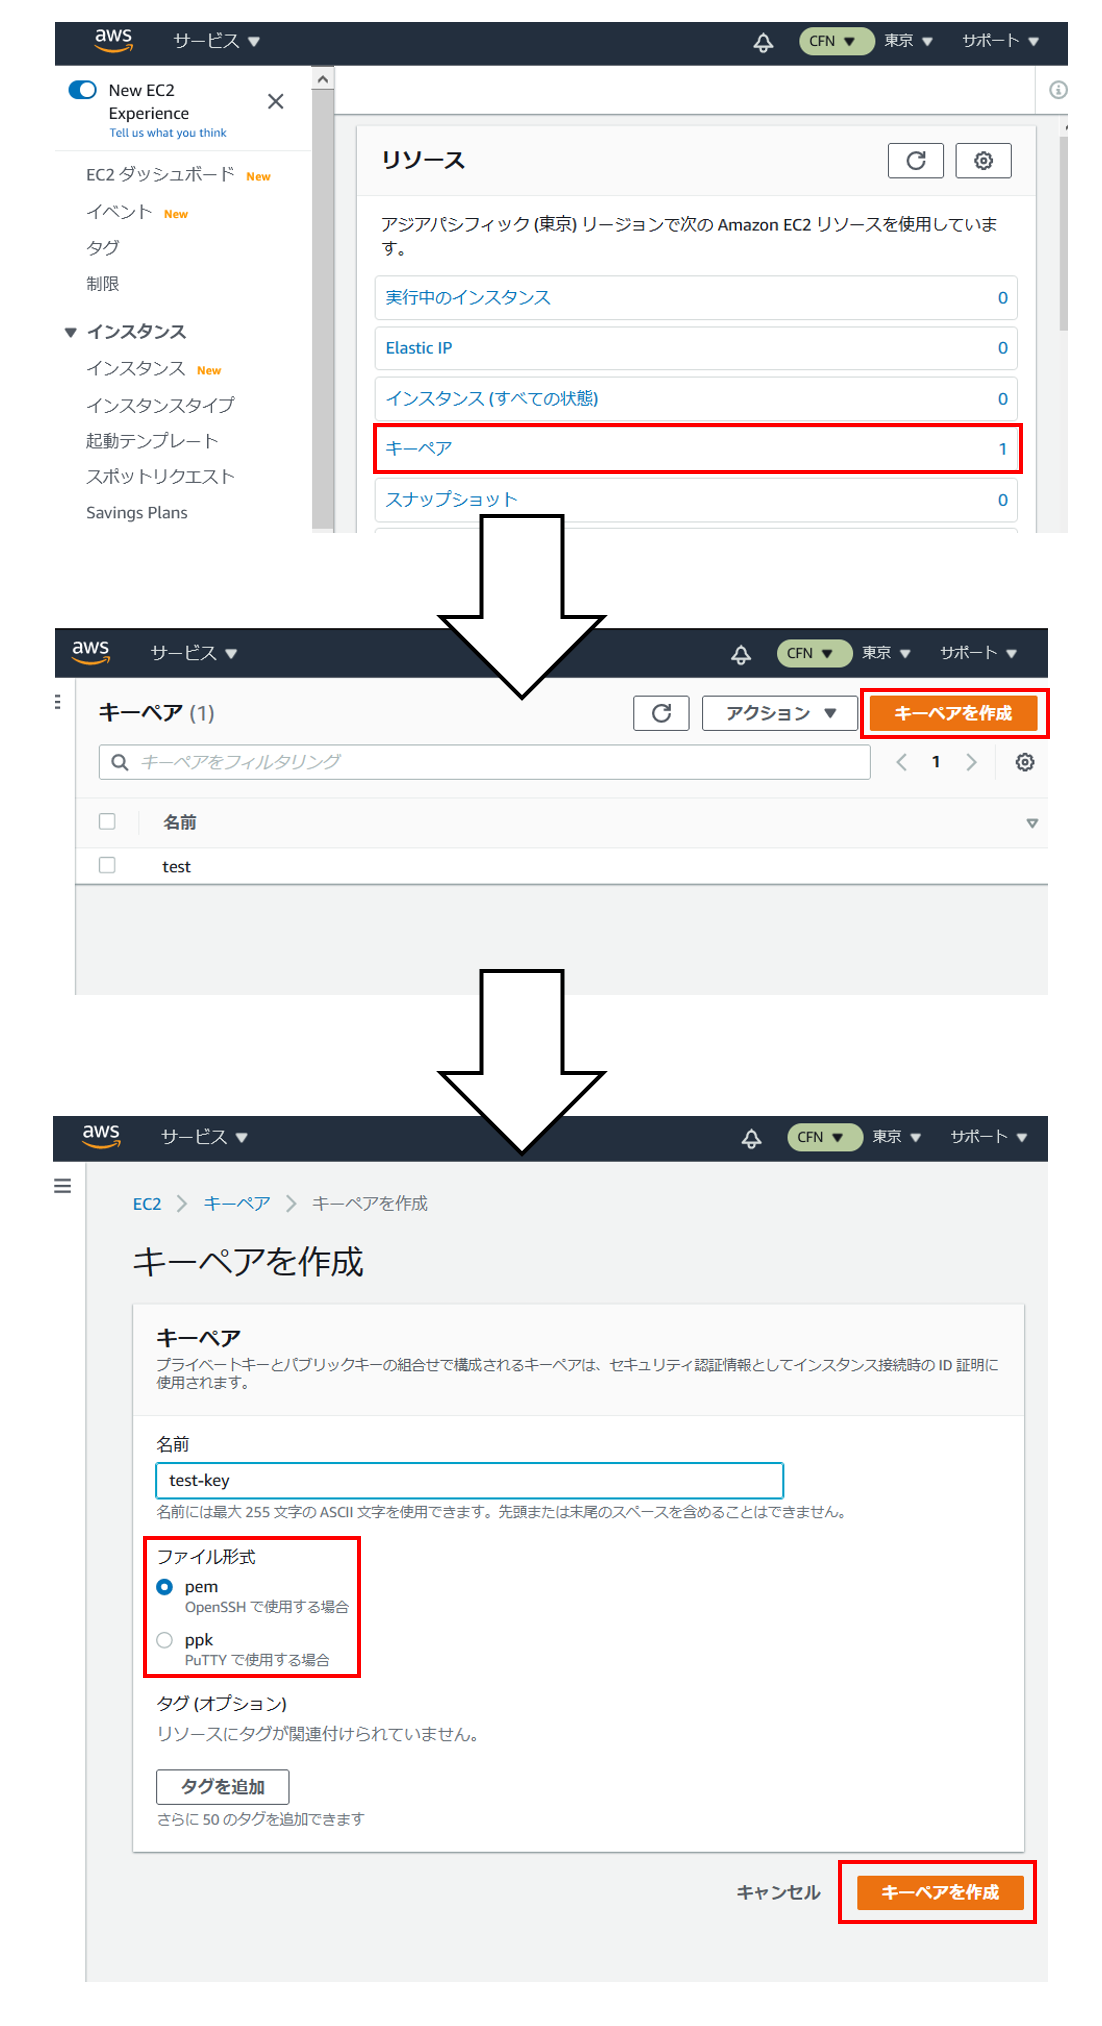 aws サービス ▼ CFN ▼ 東京 ▼ サポート ▼
New EC2
Experience
Tell us what you think
EC2 ダッシュボード New
イベント New
タグ
制限
▼ インスタンス
インスタンス New
インスタンスタイプ
起動テンプレート
スポットリクエスト
Savings Plans
リソース
アジアパシフィック (東京) リージョンで次の Amazon EC2 リソースを使用していま
す。
実行中のインスタンス 0
Elastic IP 0
インスタンス (すべての状態) 0
キーペア 1
スナップショット 0
aws サービス ▼ CFN ▼ 東京 ▼ サポート ▼
キーペア (1) アクション ▼ キーペアを作成
キーペアをフィルタリング 1
名前
test
aws サービス ▼ CFN ▼ 東京 ▼ サポート ▼
EC2 > キーペア > キーペアを作成
キーペアを作成
キーペア
プライベートキーとパブリックキーの組合せで構成されるキーペアは、セキュリティ認証情報としてインスタンス接続時の ID 証明に
使用されます。
名前
test-key
名前には最大 255 文字の ASCII 文字を使用できます。先頭または末尾のスペースを含めることはできません。
ファイル形式
pem
OpenSSH で使用する場合
ppk
PuTTY で使用する場合
タグ (オプション)
リソースにタグが関連付けられていません。
タグを追加
さらに 50 のタグを追加できます
キャンセル キーペアを作成